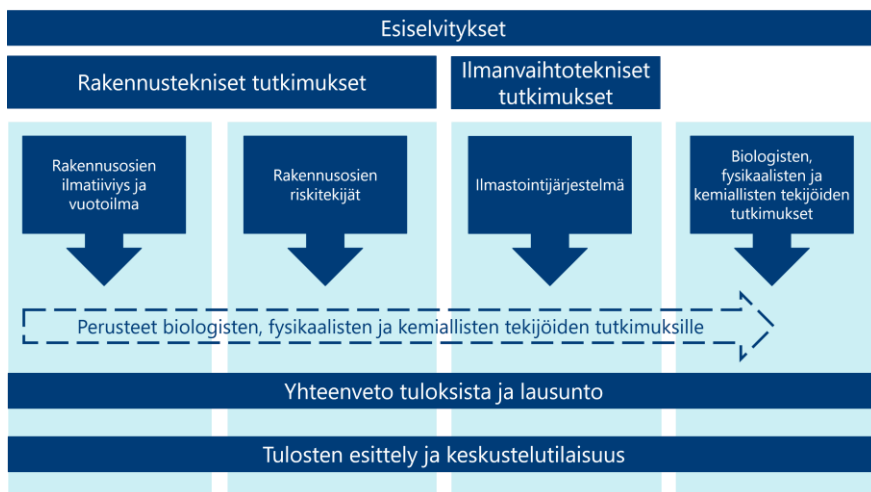 Esiselvitykset
Rakennustekniset tutkimukset
Ilmanvaihtotekniset
tutkimukset
Rakennusosien
ilmatiiviys ja
vuotoilma
Rakennusosien
riskitekijät
Ilmastointijärjestelmä
Biologisten,
fysikaalisten ja
kemiallisten tekijöiden
tutkimukset
Perusteet biologisten, fysikaalisten ja kemiallisten tekijöiden tutkimuksille
Yhteenveto tuloksista ja lausunto
Tulosten esittely ja keskustelutilaisuus